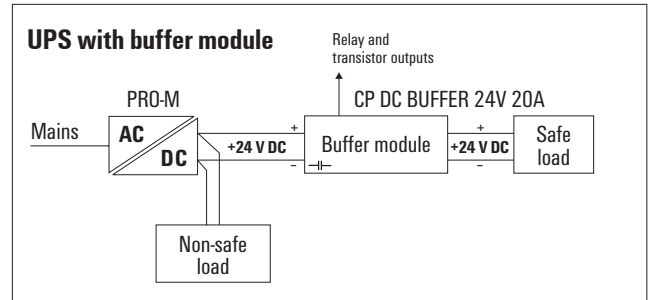 UPS with buffer module
Relay and
transistor outputs
PRO-M
CP DC BUFFER 24V 20A
Mains
AC
DC
+
+24 V DC
–
Buffer module
+
+24 V DC
–
Safe
load
Non-safe
load